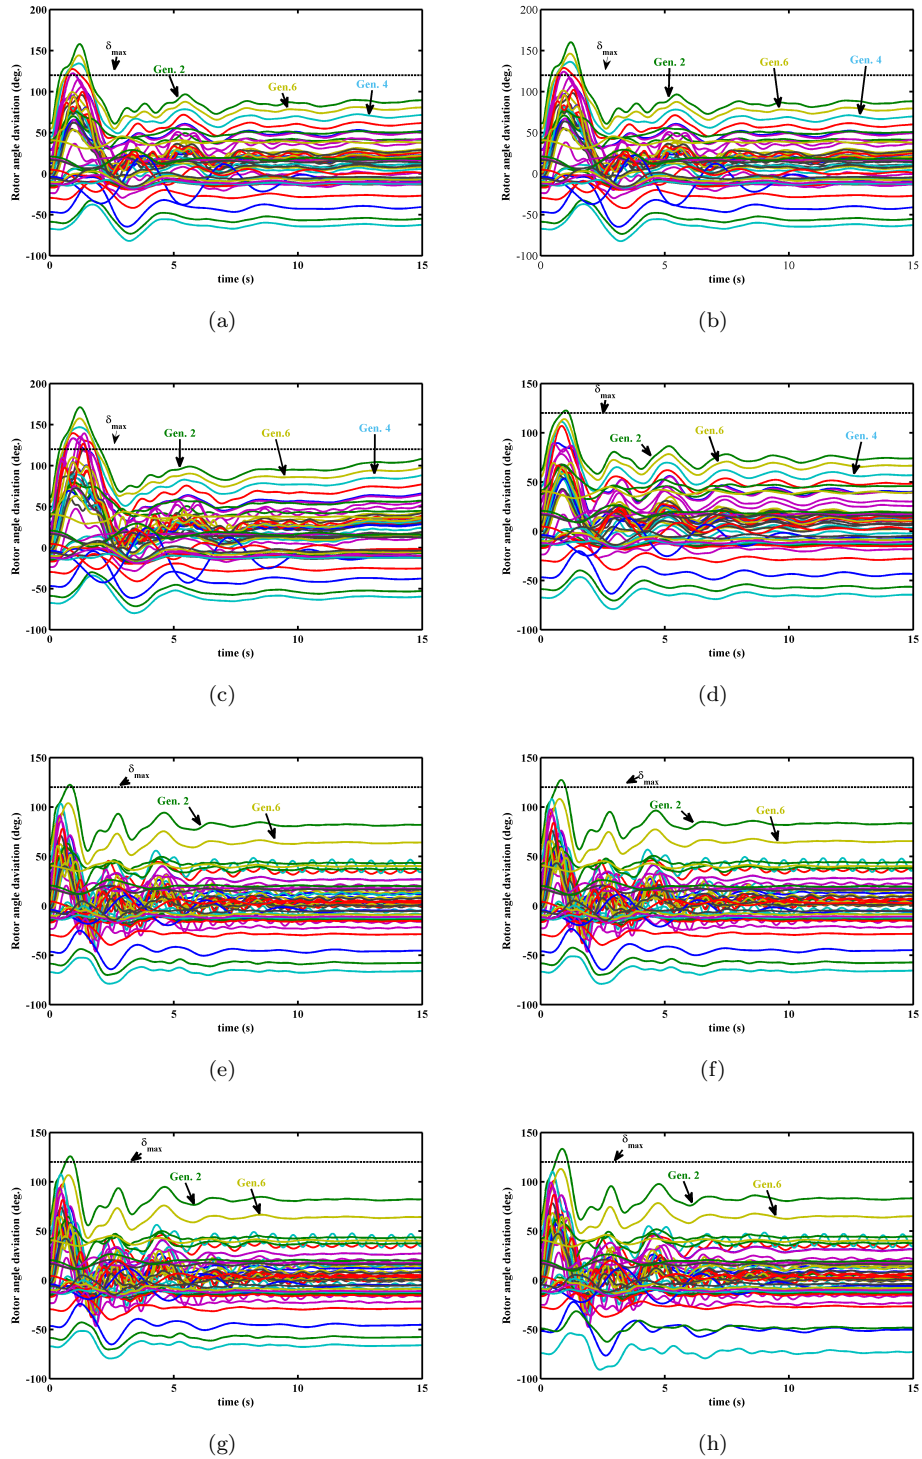 200
150
100
50
0
-50
-100
0 5 10 15
Rotor angle daviation (deg.)
time (s)
δmax
Gen. 2
Gen.6
Gen. 4
(a)
200
150
100
50
0
-50
-100
0 5 10 15
Rotor angle daviation (deg.)
time (s)
δmax
Gen. 2
Gen.6
Gen. 4
(b)
200
150
100
50
0
-50
-100
0 5 10 15
Rotor angle daviation (deg.)
time (s)
δmax
Gen. 2
Gen.6
Gen. 4
(c)
150
100
50
0
-50
-100
0 5 10 15
Rotor angle daviation (deg.)
time (s)
δmax
Gen. 2
Gen.6
Gen. 4
(d)
150
100
50
0
-50
-100
0 5 10 15
Rotor angle daviation (deg.)
time (s)
δmax
Gen. 2
Gen.6
(e)
150
100
50
0
-50
-100
0 5 10 15
Rotor angle daviation (deg.)
time (s)
δmax
Gen. 2
Gen.6
(f)
150
100
50
0
-50
-100
0 5 10 15
Rotor angle daviation (deg.)
time (s)
δmax
Gen. 2
Gen.6
(g)
150
100
50
0
-50
-100
0 5 10 15
Rotor angle daviation (deg.)
time (s)
δmax
Gen. 2
Gen.6
(h)